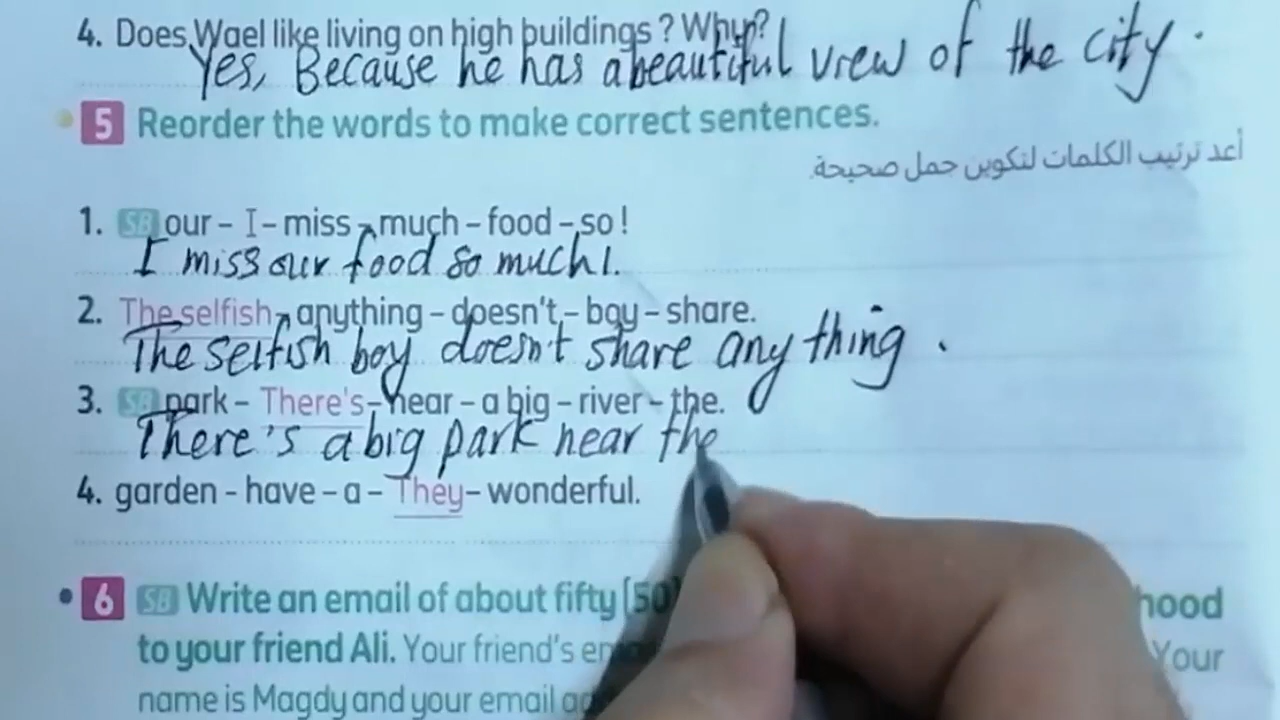 4. Does Wael like living on high buildings ? Why?
Yes, Because he has a beautiful view of the city.
5 Reorder the words to make correct sentences.
أعد ترتيب الكلمات لتكوين جمل صحيحة.
1. SB our – I – miss – much – food – so !
I miss our food so much!.
2. The selfish – anything – doesn't – boy – share.
The selfish boy doesn't share any thing.
3. SB park – There's – near – a big – river – the.
There's a big park near the
4. garden – have – a – They – wonderful.
6 SB Write an email of about fifty (50) hood
to your friend Ali. Your friend's Your
name is Magdy and your email